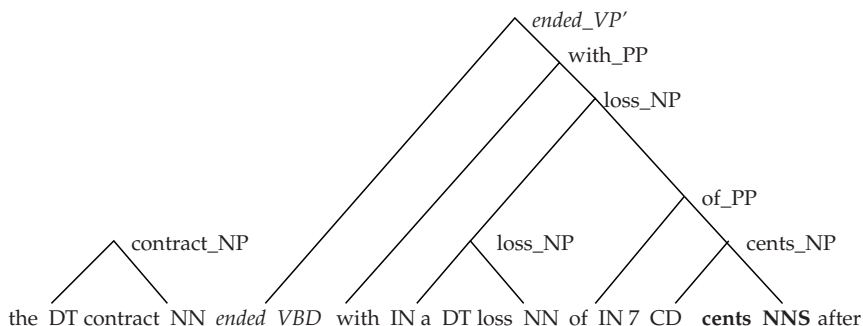 ended_VP'
with_PP
loss_NP
of_PP
contract_NP loss_NP cents_NP
the DT contract NN ended VBD with IN a DT loss NN of IN 7 CD cents NNS after